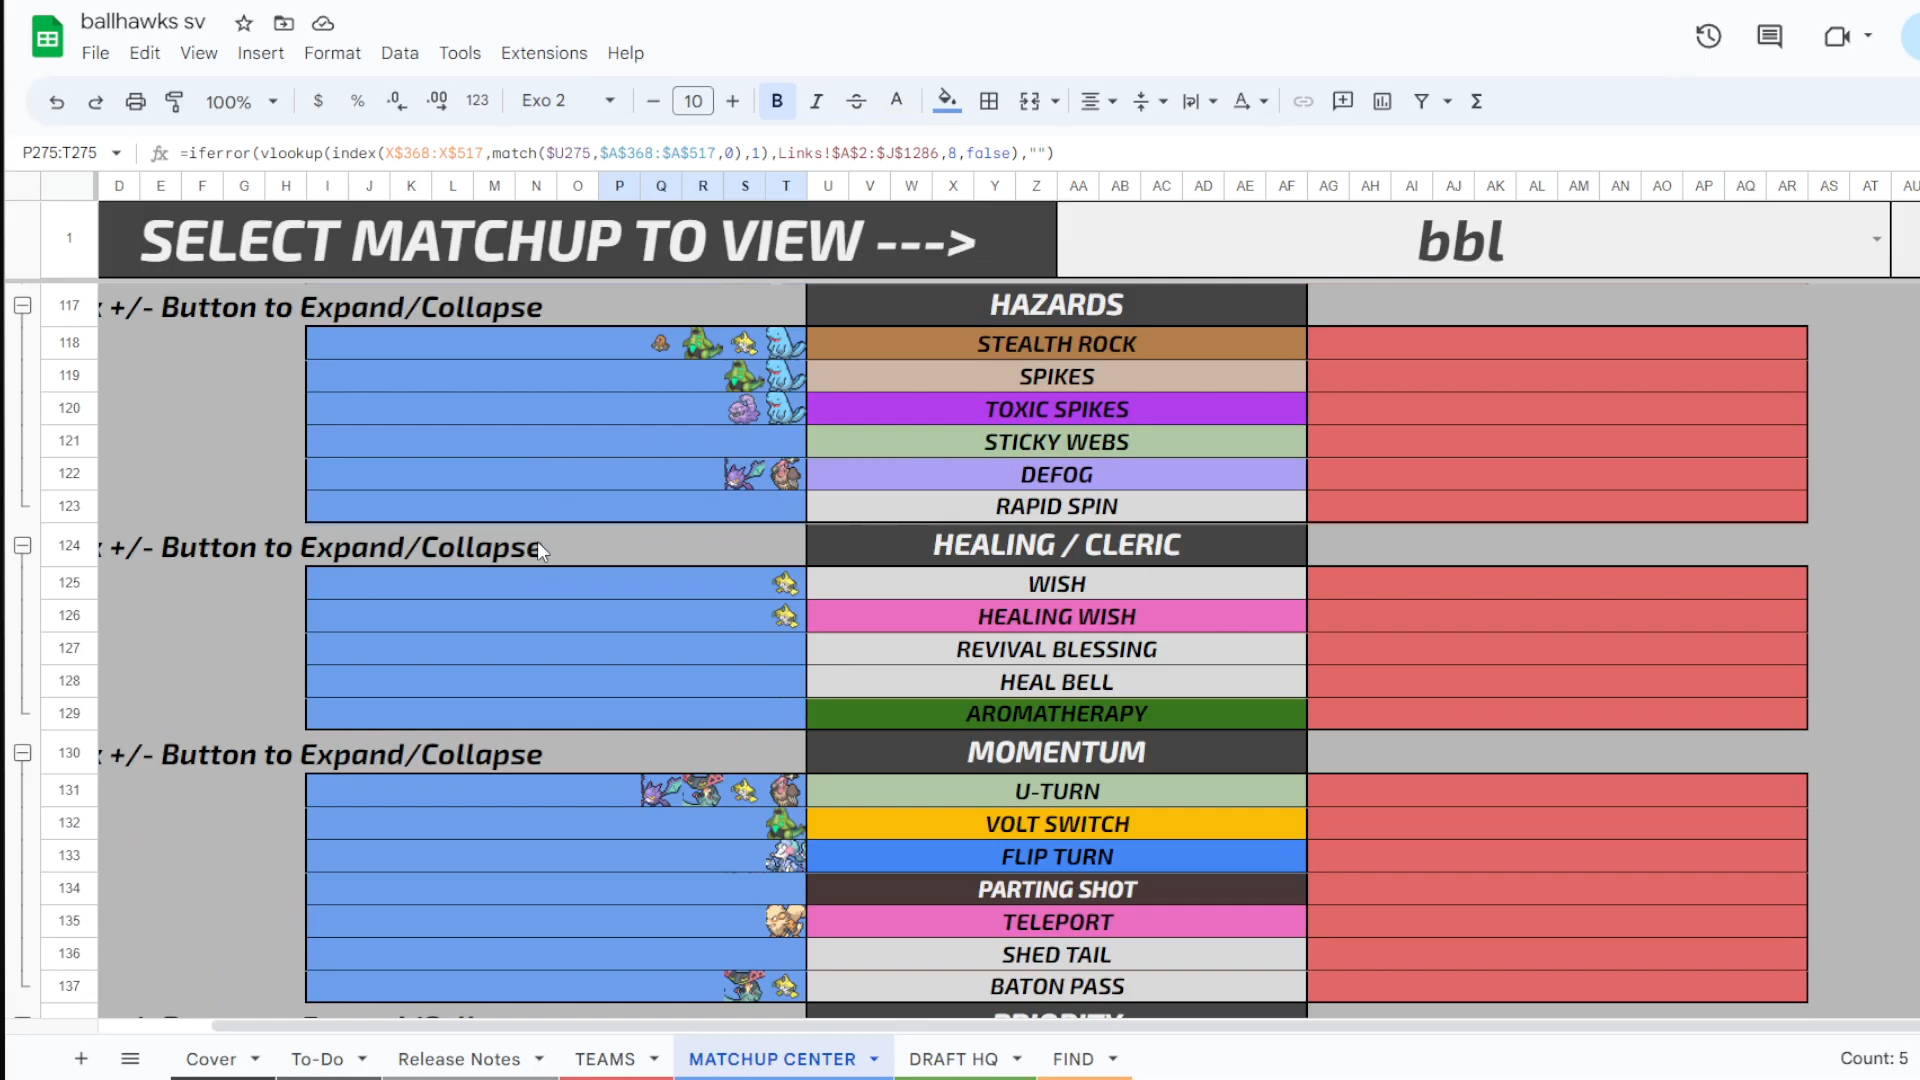 ballhawks sv
File Edit View Insert Format Data Tools Extensions Help
100% $ % .0 .00 123 Exo 2 10 B I A A Σ
P275:T275 fx =iferror(vlookup(index(X$368:X$517,match($U275,$A$368:$A$517,0),1),Links!$A$2:$J$1286,8,false),"")
D E F G H I J K L M N O P Q R S T U V W X Y Z AA AB AC AD AE AF AG AH AI AJ AK AL AM AN AO AP AQ AR AS AT AU
1 SELECT MATCHUP TO VIEW ---> bbl
117 +/- Button to Expand/Collapse HAZARDS
118 STEALTH ROCK
119 SPIKES
120 TOXIC SPIKES
121 STICKY WEBS
122 DEFOG
123 RAPID SPIN
124 +/- Button to Expand/Collapse HEALING / CLERIC
125 WISH
126 HEALING WISH
127 REVIVAL BLESSING
128 HEAL BELL
129 AROMATHERAPY
130 +/- Button to Expand/Collapse MOMENTUM
131 U-TURN
132 VOLT SWITCH
133 FLIP TURN
134 PARTING SHOT
135 TELEPORT
136 SHED TAIL
137 BATON PASS
PRIORITY
Cover To-Do Release Notes TEAMS MATCHUP CENTER DRAFT HQ FIND Count: 5